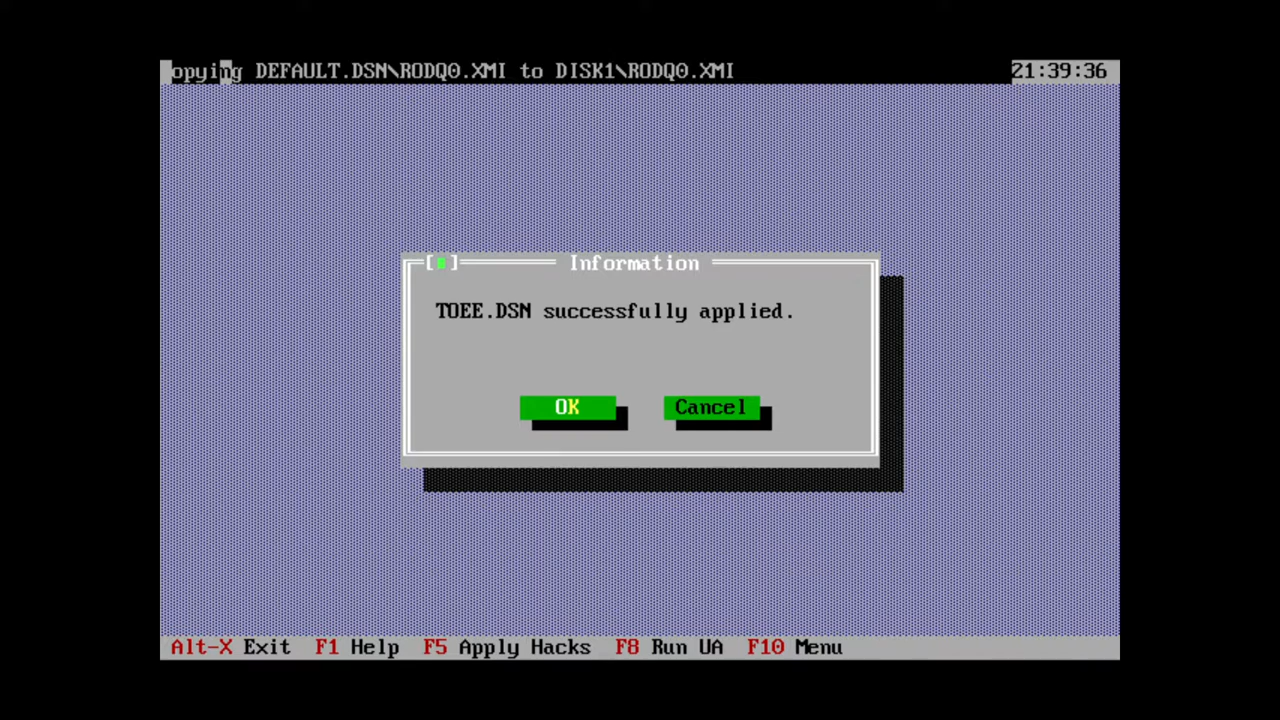 opying DEFAULT.DSN\RODQ0.XMI to DISK1\RODQ0.XMI 21:39:36
[ ] Information
TOEE.DSN successfully applied.
OK Cancel
Alt-X Exit F1 Help F5 Apply Hacks F8 Run UA F10 Menu